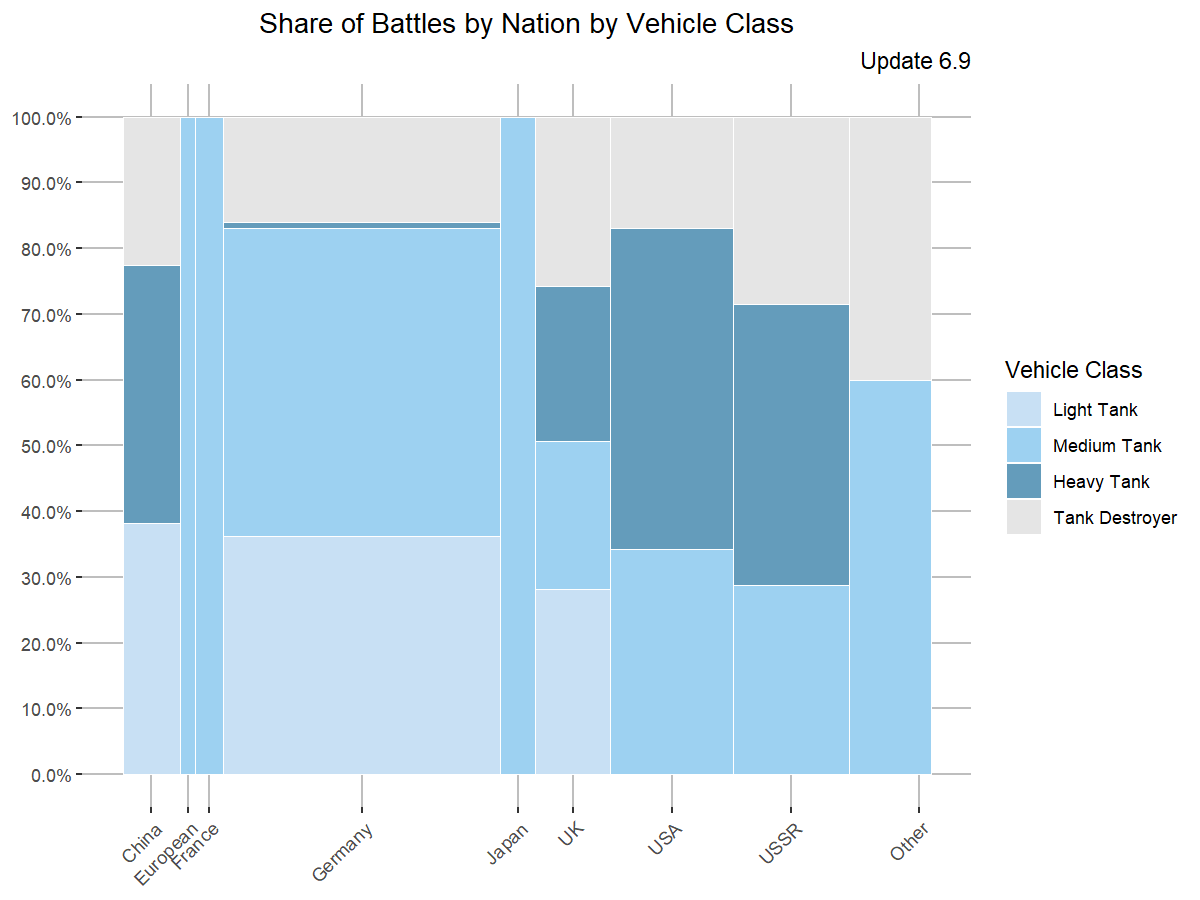 Share of Battles by Nation by Vehicle Class
Update 6.9
100.0%
90.0%
80.0%
70.0%
60.0%
50.0%
40.0%
30.0%
20.0%
10.0%
0.0%
China
European
France
Germany
Japan
UK
USA
USSR
Other
Vehicle Class
Light Tank
Medium Tank
Heavy Tank
Tank Destroyer